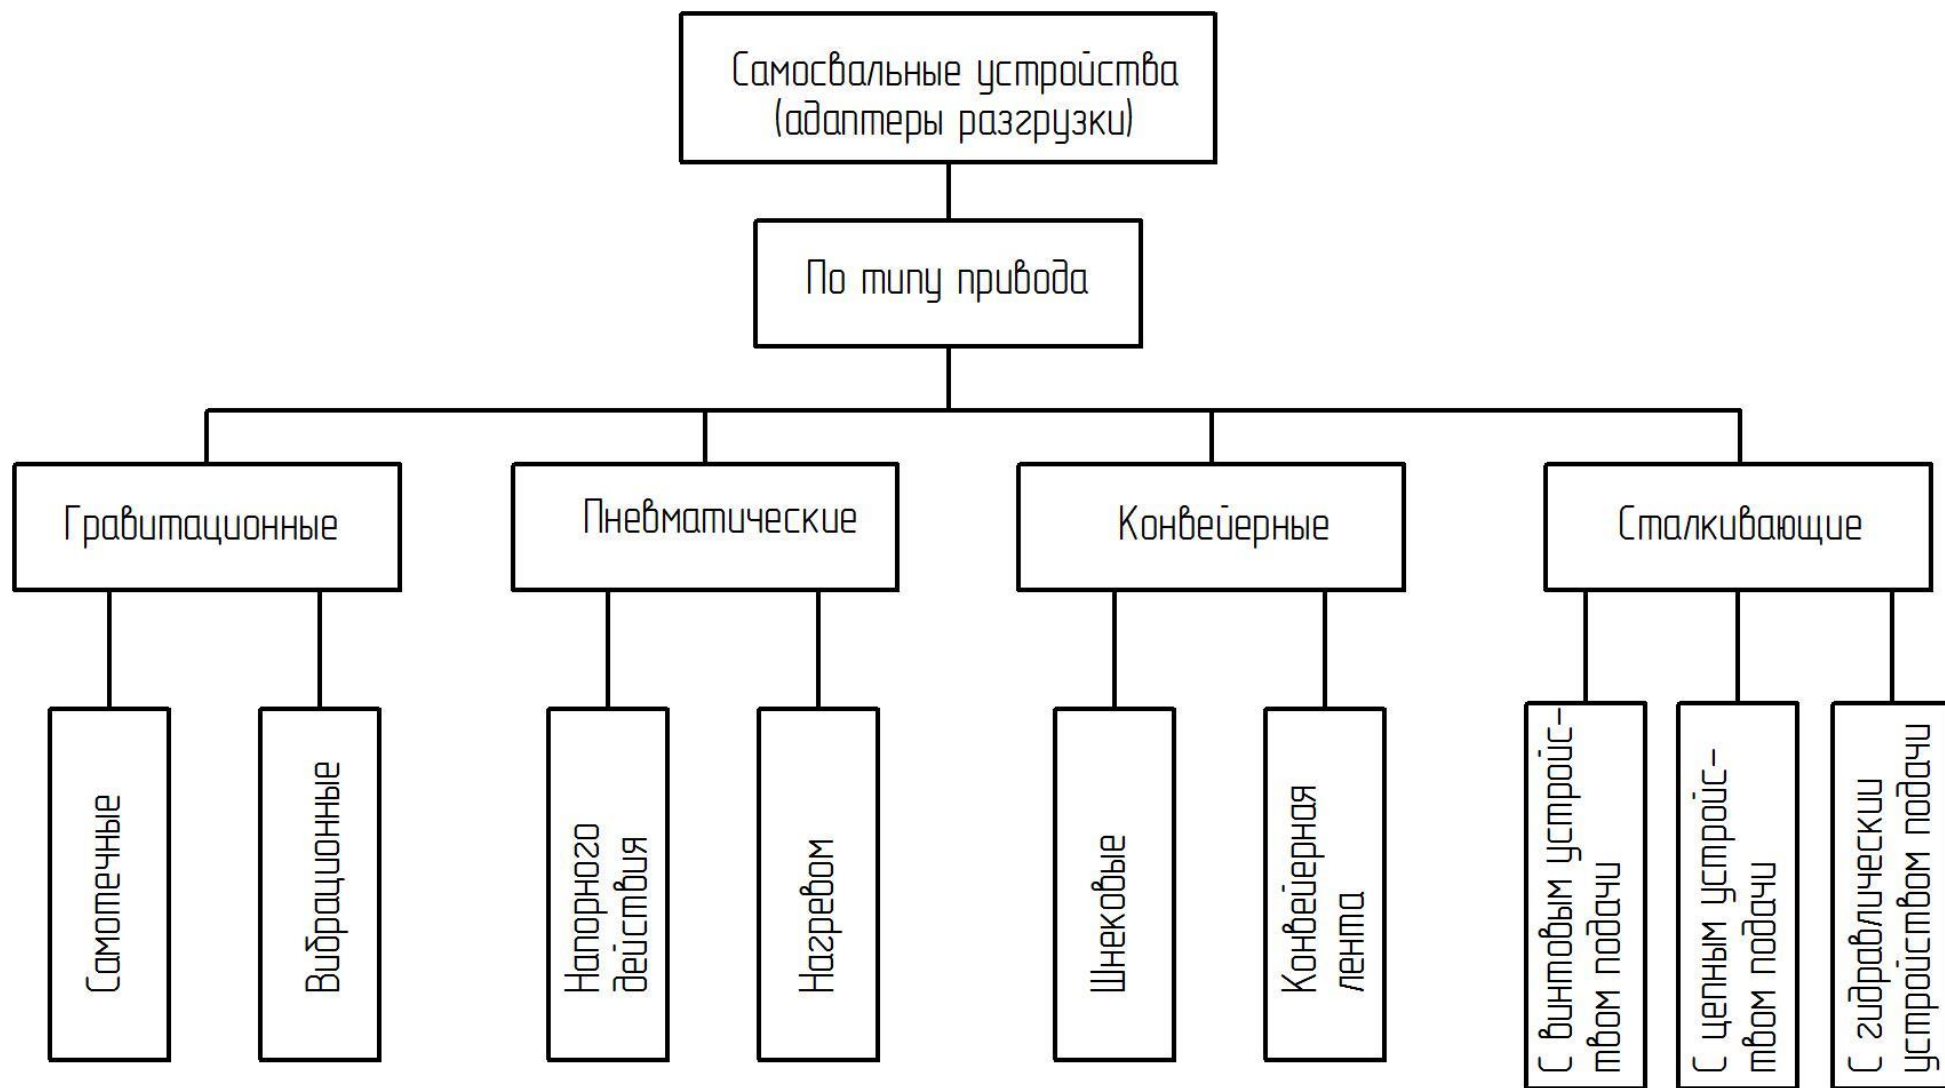 Самосвальные устройства
(адаптеры разгрузки)
По типу привода
Гравитационные
Пневматические
Конвейерные
Сталкивающие
Самотечные
Вибрационные
Напорного
действия
Нагревом
Шнековые
Конвейерная
лента
С винтовым устройс-
твом подачи
С цепным устройс-
твом подачи
С гидравлически
устройством подачи